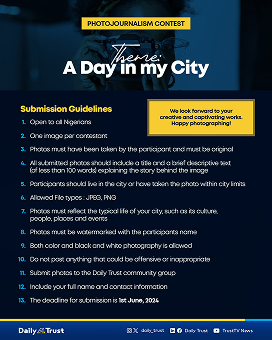 PHOTOJOURNALISM CONTEST
Theme:
A Day in my City
Submission Guidelines
We look forward to your
creative and captivating works.
Happy photographing!
1. Open to all Nigerians
2. One image per contestant
3. Photos must have been taken by the participant and must be original
4. All submitted photos should include a title and a brief descriptive text
(of less than 100 words) explaining the story behind the image
5. Participants should live in the city or have taken the photo within city limits
6. Allowed File types : JPEG, PNG
7. Photos must reflect the typical life of your city, such as its culture,
people, places and events
8. Photos must be watermarked with the participants name
9. Both color and black and white photography is allowed
10. Do not post anything that could be offensive or inappropriate
11. Submit photos to the Daily Trust community group
12. Include your full name and contact information
13. The deadline for submission is 1st June, 2024
Daily Trust
daily_trust
Daily Trust
TrustTV News